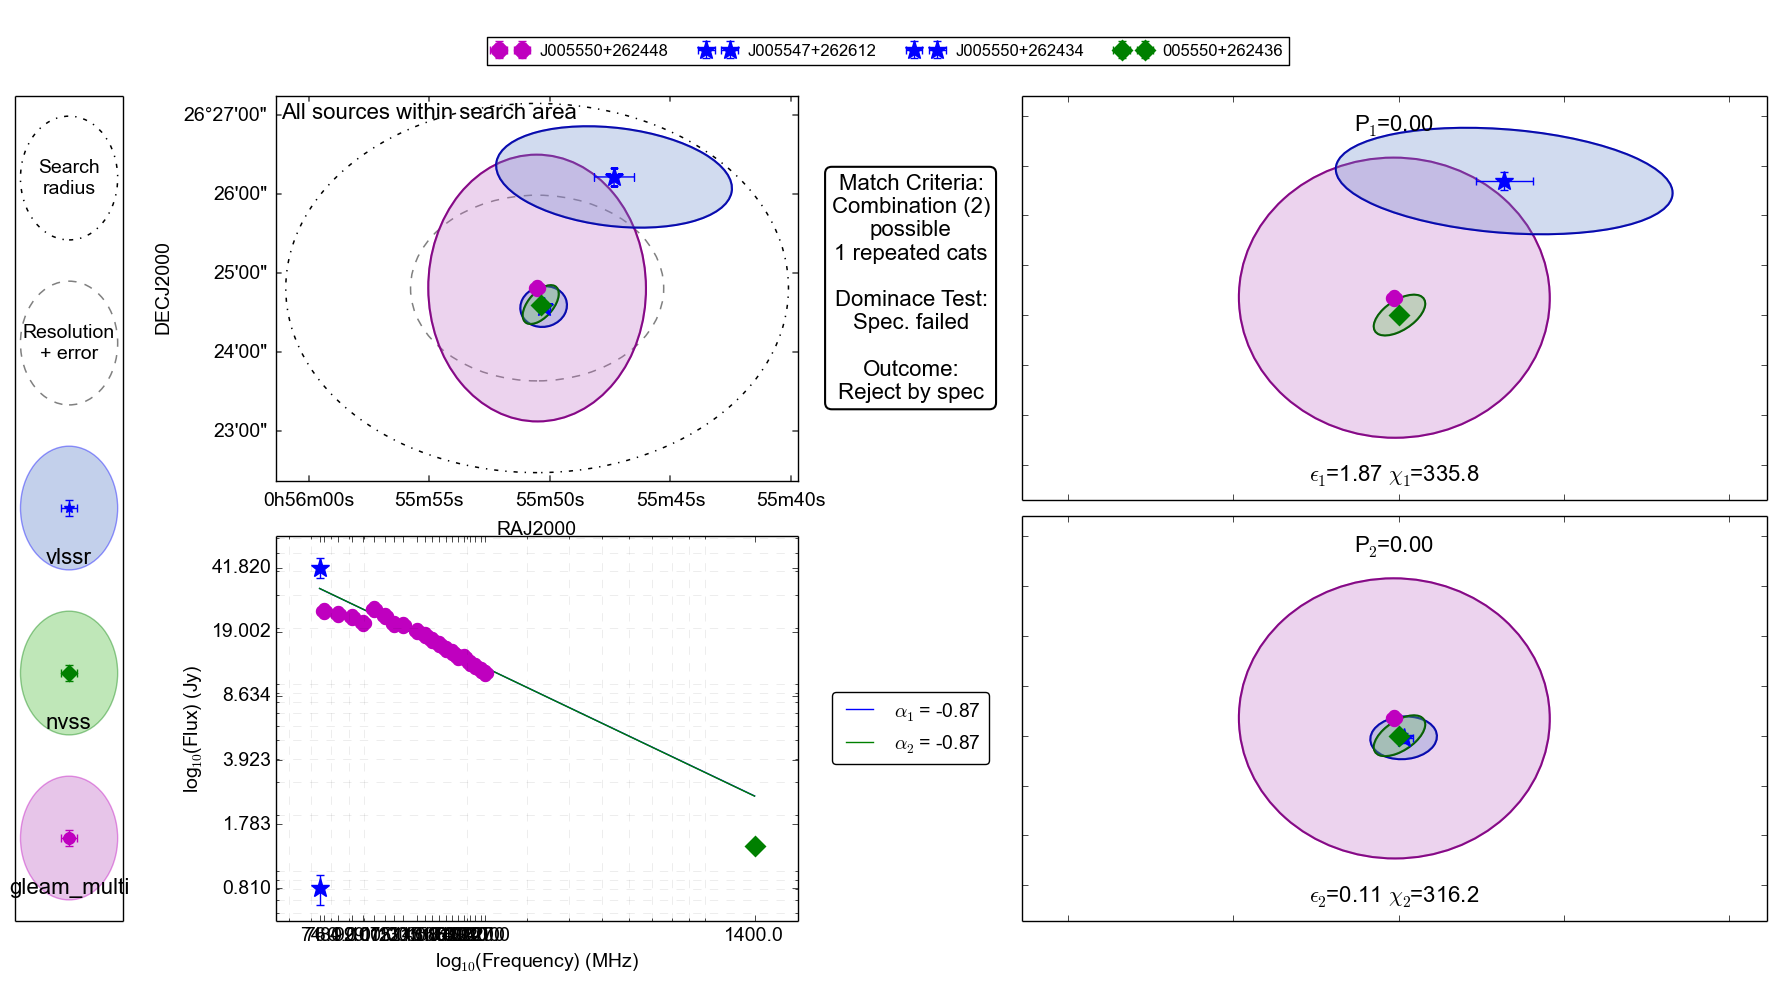 J005550+262448 J005547+262612 J005550+262434 005550+262436
Search
radius
Resolution
+ error
vlssr
nvss
gleam_multi
All sources within search area
26°27'00"
26'00"
25'00"
24'00"
23'00"
DECJ2000
0h56m00s 55m55s 55m50s 55m45s 55m40s
RAJ2000
Match Criteria:
Combination (2)
possible
1 repeated cats
Dominace Test:
Spec. failed
Outcome:
Reject by spec
P₁=0.00
ϵ₁=1.87 χ₁=335.8
41.820
19.002
8.634
3.923
1.783
0.810
log₁₀(Flux) (Jy)
1400.0
log₁₀(Frequency) (MHz)
α₁ = -0.87
α₂ = -0.87
P₂=0.00
ϵ₂=0.11 χ₂=316.2